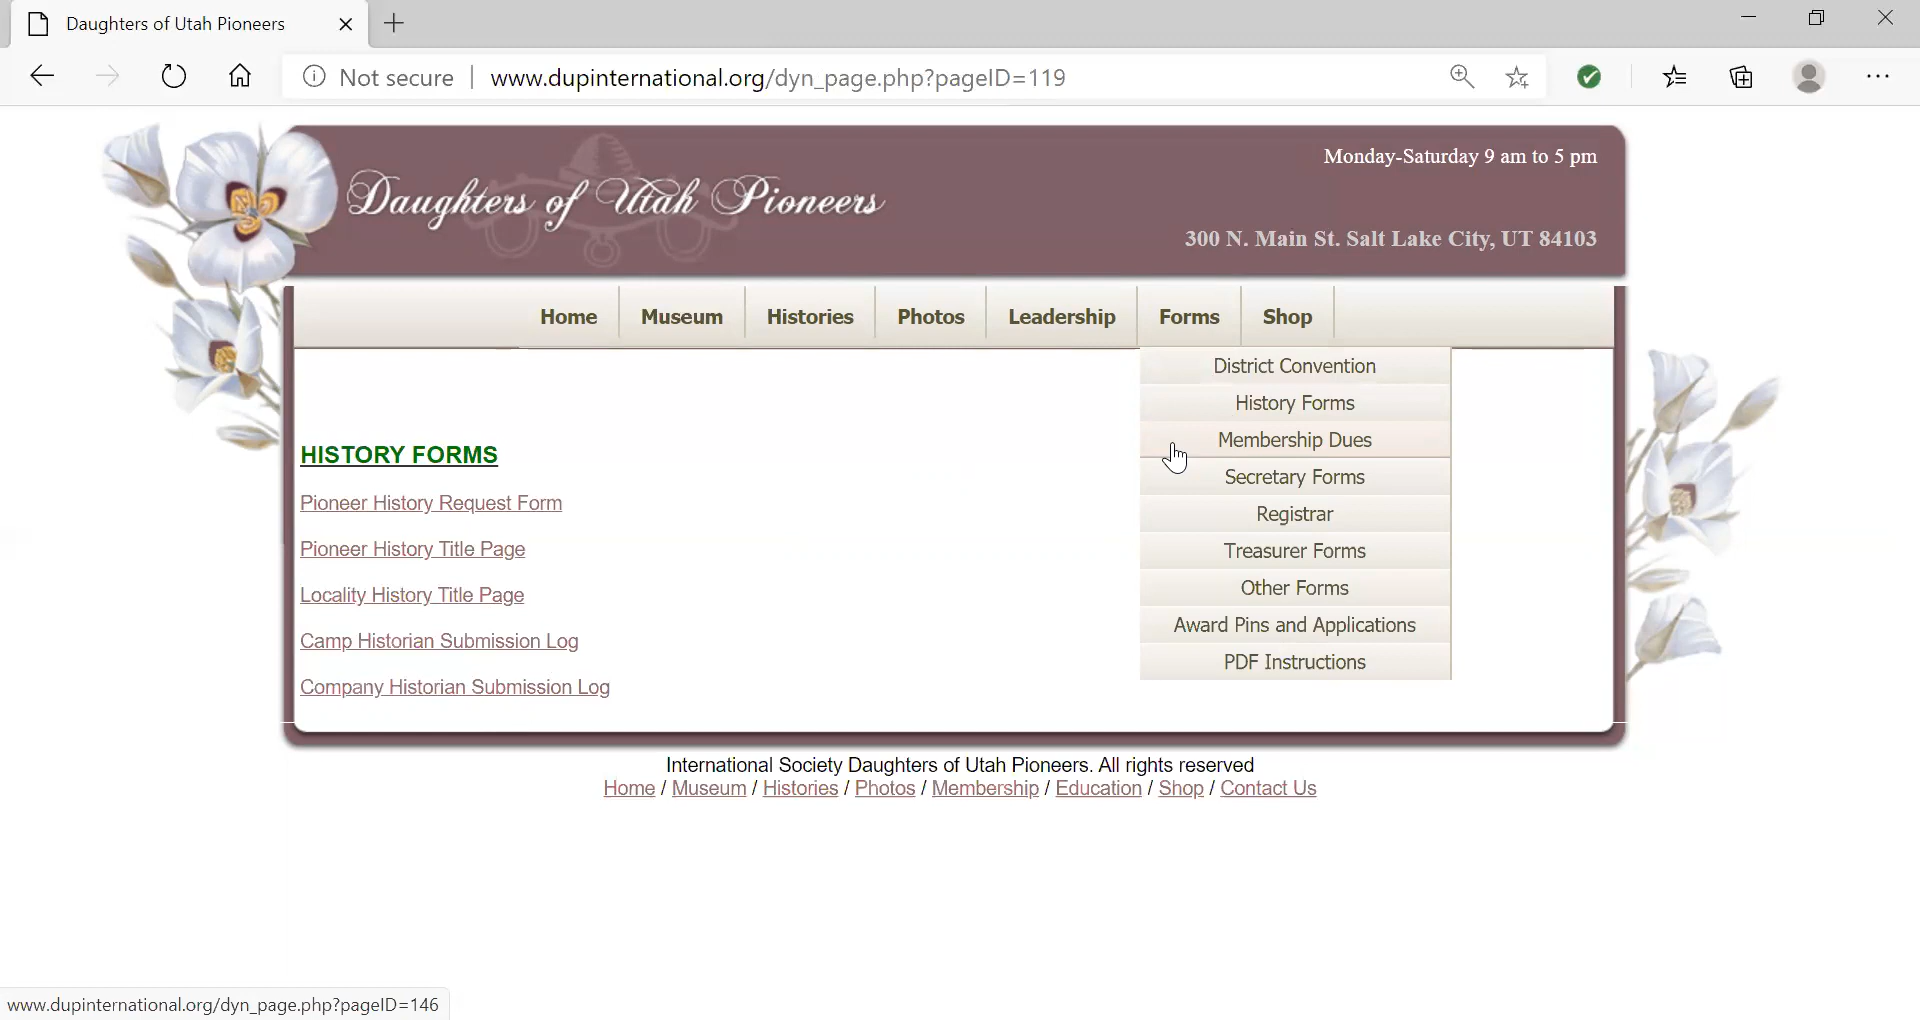 Daughters of Utah Pioneers
Not secure
www.dupinternational.org/dyn_page.php?pageID=119
Daughters of Utah Pioneers
Monday-Saturday 9 am to 5 pm
300 N. Main St. Salt Lake City, UT 84103
Home Museum Histories Photos Leadership Forms Shop
District Convention
History Forms
Membership Dues
Secretary Forms
Registrar
Treasurer Forms
Other Forms
Award Pins and Applications
PDF Instructions
HISTORY FORMS
Pioneer History Request Form
Pioneer History Title Page
Locality History Title Page
Camp Historian Submission Log
Company Historian Submission Log
International Society Daughters of Utah Pioneers. All rights reserved
Home / Museum / Histories / Photos / Membership / Education / Shop / Contact Us
www.dupinternational.org/dyn_page.php?pageID=146